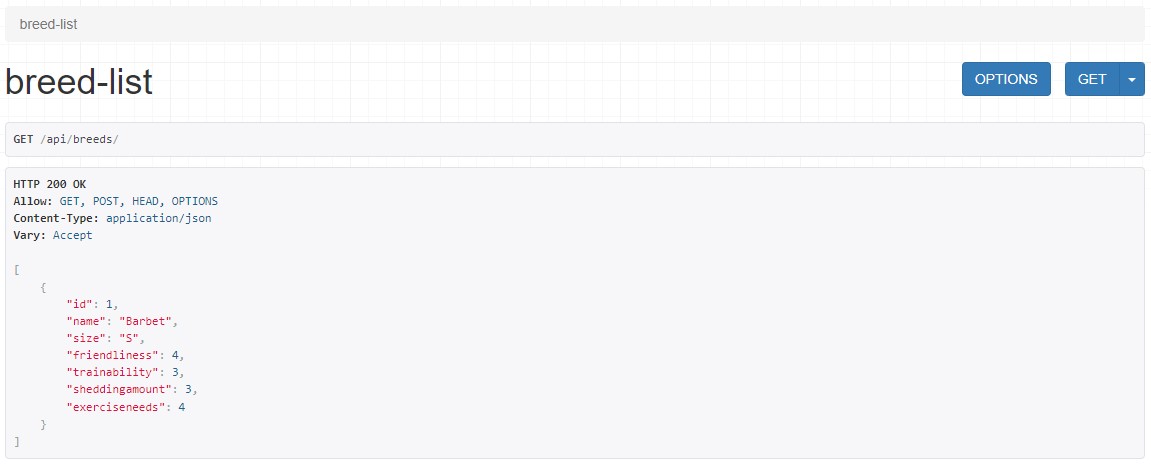 breed-list
breed-list
OPTIONS
GET
GET /api/breeds/
HTTP 200 OK
Allow: GET, POST, HEAD, OPTIONS
Content-Type: application/json
Vary: Accept
[
    {
        "id": 1,
        "name": "Barbet",
        "size": "S",
        "friendliness": 4,
        "trainability": 3,
        "sheddingamount": 3,
        "exerciseneeds": 4
    }
]